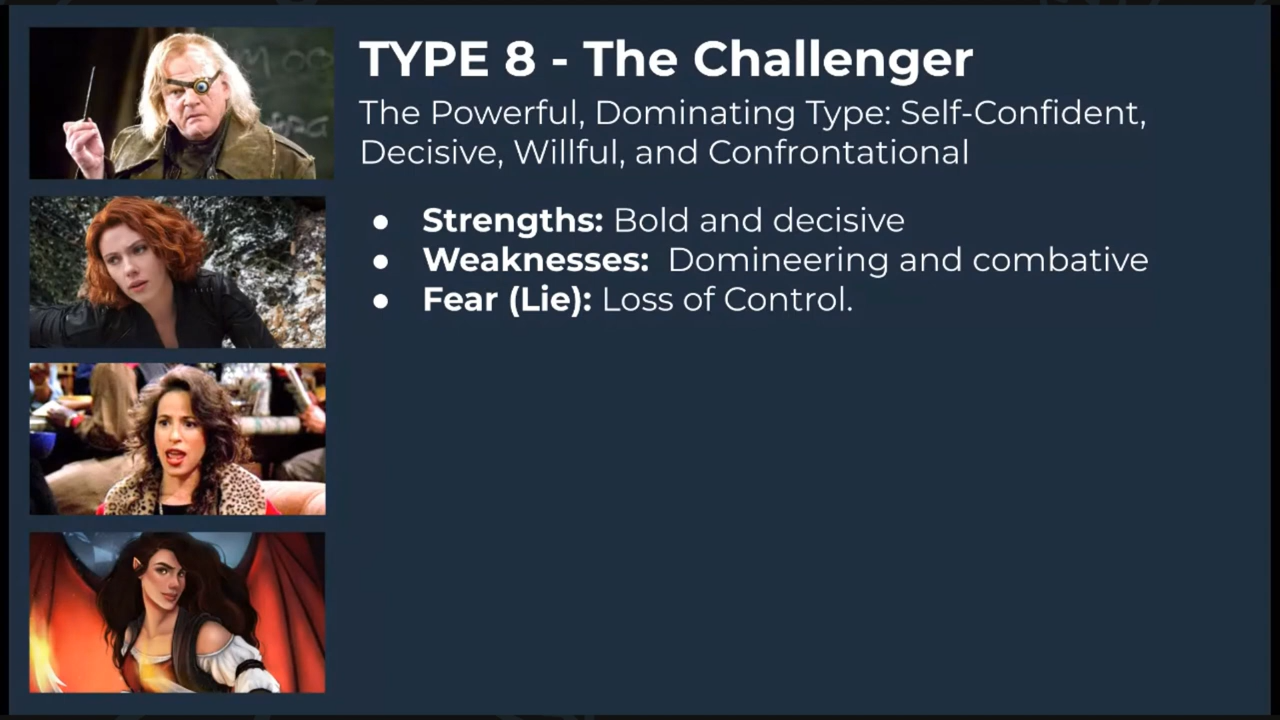 TYPE 8 - The Challenger
The Powerful, Dominating Type: Self-Confident,
Decisive, Willful, and Confrontational
● Strengths: Bold and decisive
● Weaknesses:  Domineering and combative
● Fear (Lie): Loss of Control.